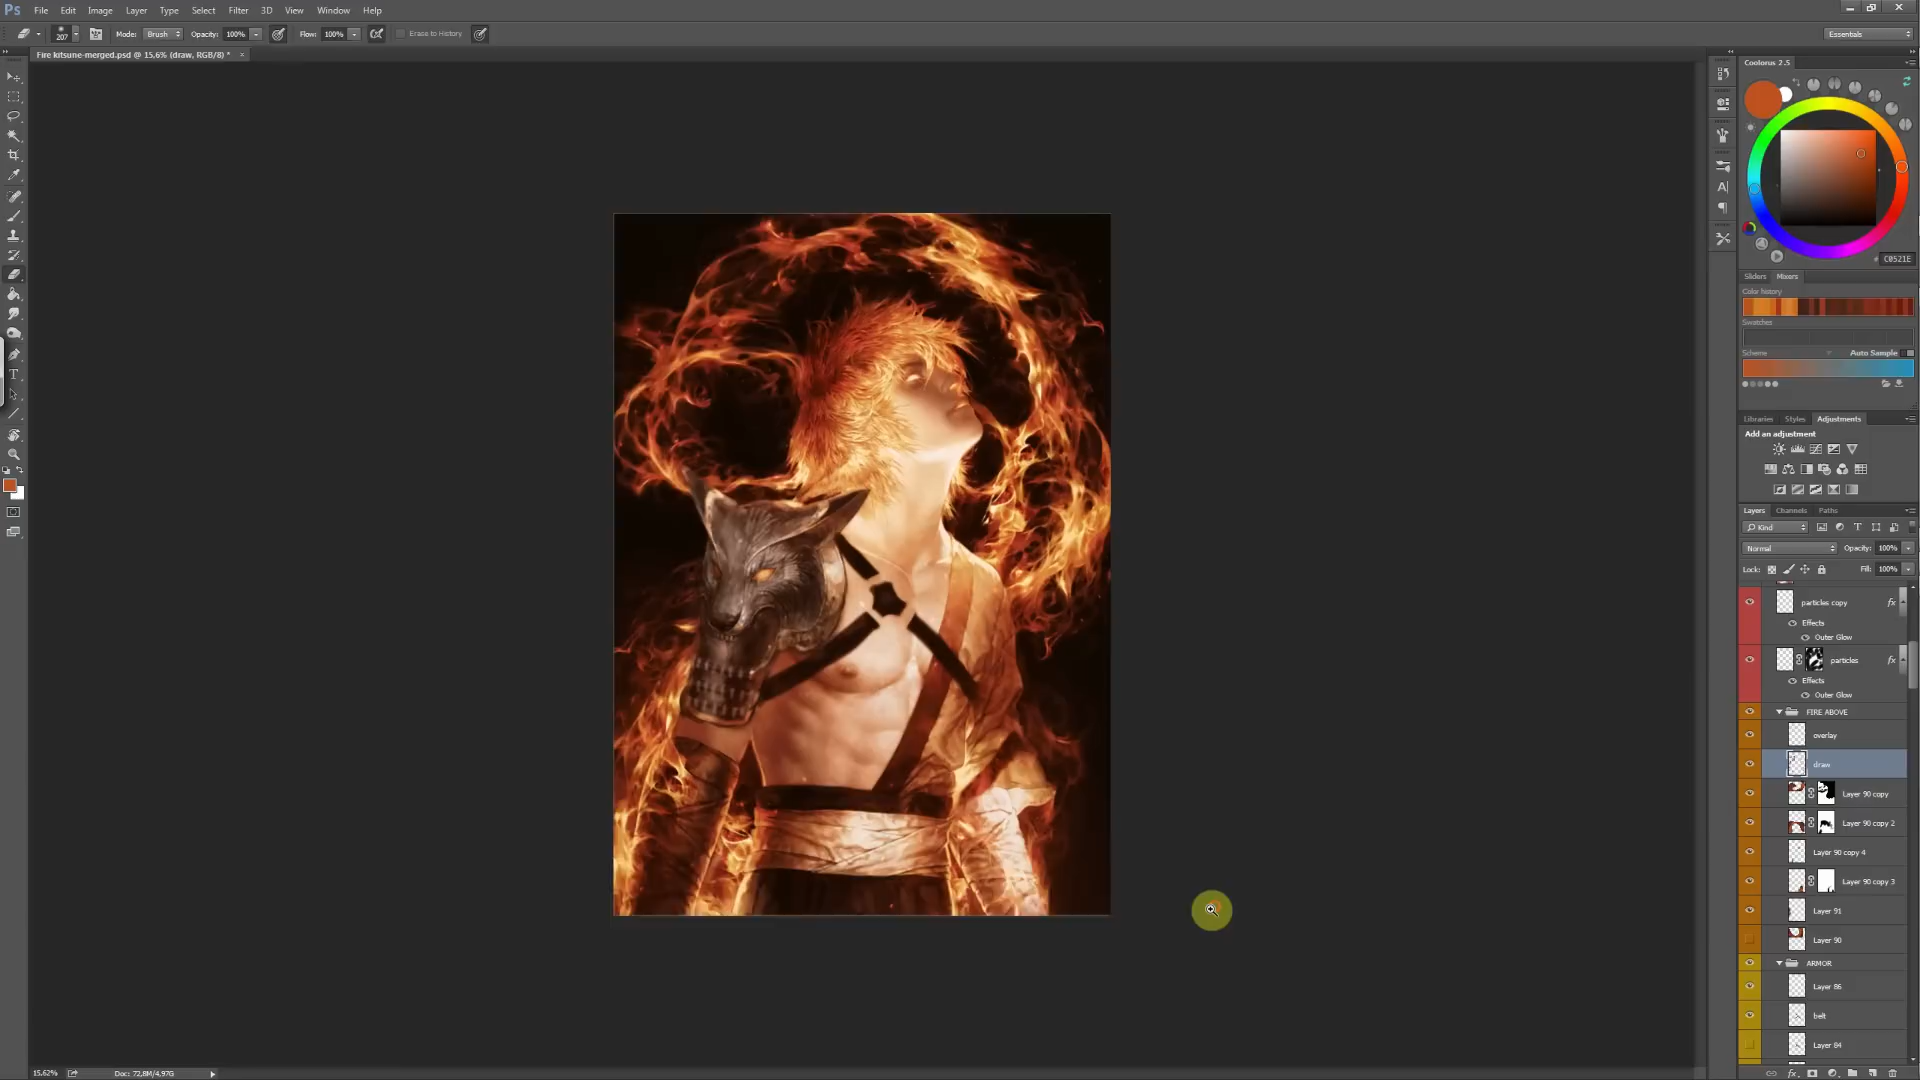 Ps File Edit Image Layer Type Select Filter 3D View Window Help
207 Mode: Brush Opacity: 100% Flow: 100% Erase to History Essentials
Fire kitsune-merged.psd @ 15,6% (draw, RGB/8) * ×
Coolorus 2.5
# C0521E
Sliders Mixers
Color history
Swatches
Scheme Auto Sample
Libraries Styles Adjustments
Add an adjustment
Layers Channels Paths
Kind
Normal Opacity: 100%
Lock: Fill: 100%
particles copy fx
Effects
Outer Glow
particles fx
Effects
Outer Glow
FIRE ABOVE
overlay
draw
Layer 90 copy
Layer 90 copy 2
Layer 90 copy 4
Layer 90 copy 3
Layer 91
Layer 90
ARMOR
Layer 86
belt
Layer 84
15.62% Doc: 72,8M/4,97G